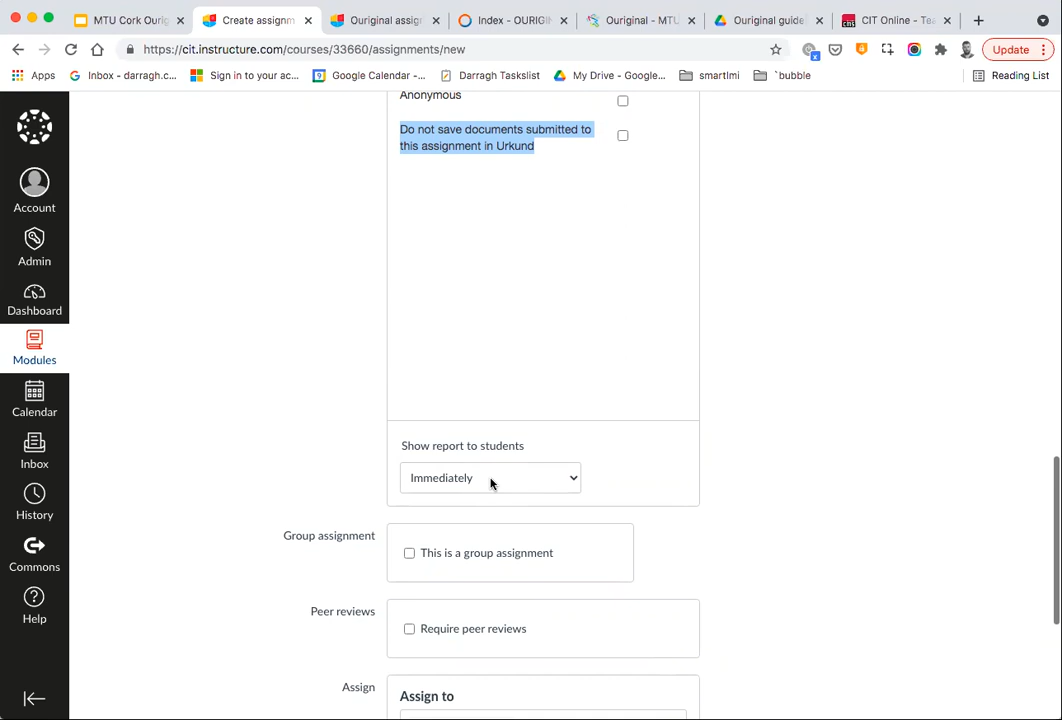 MTU Cork Ourig
Create assignm
Ouriginal assig
Index - OURIGI
Ouriginal - MTU
Ouriginal guide
CIT Online - Tea
https://cit.instructure.com/courses/33660/assignments/new
Update
Apps
Inbox - darragh.c...
Sign in to your ac...
Google Calendar -...
Darragh Taskslist
My Drive - Google...
smartlmi
`bubble
Reading List
Anonymous
Do not save documents submitted to
this assignment in Urkund
Account
Admin
Dashboard
Modules
Calendar
Inbox
History
Commons
Help
Show report to students
Immediately
Group assignment
This is a group assignment
Peer reviews
Require peer reviews
Assign
Assign to